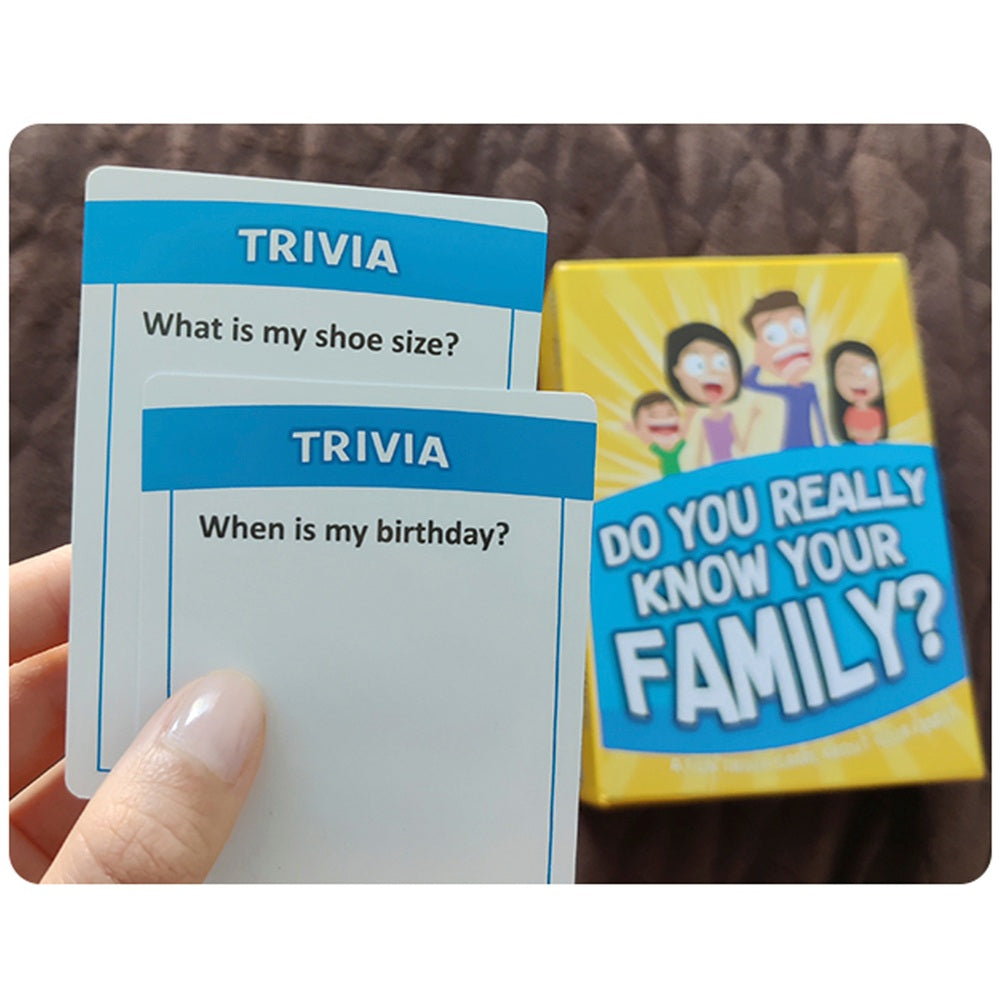 TRIVIA
What is my shoe size?
TRIVIA
When is my birthday?
DO YOU REALLY
KNOW YOUR
FAMILY?